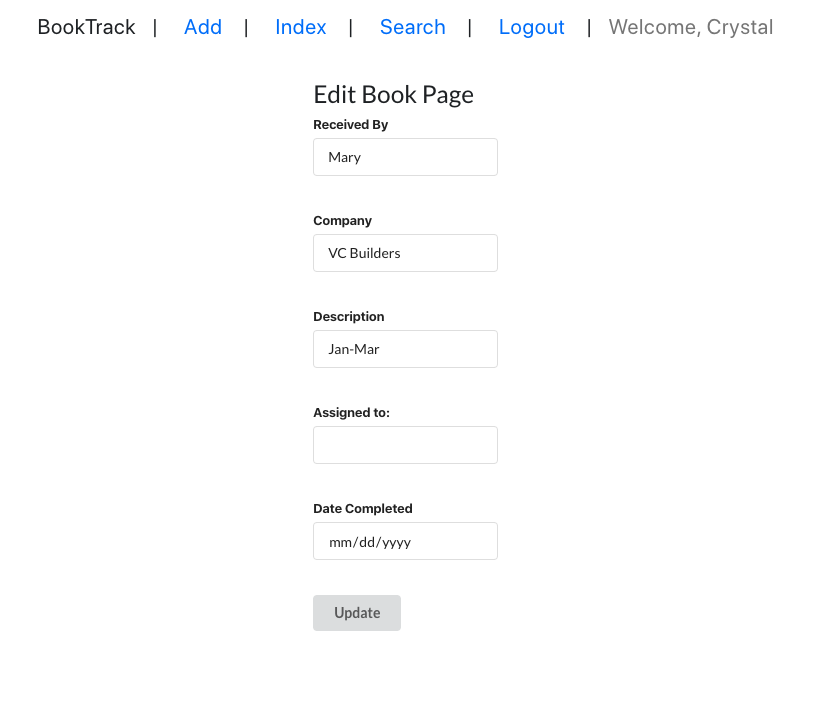 BookTrack | Add | Index | Search | Logout | Welcome, Crystal
Edit Book Page
Received By
Mary
Company
VC Builders
Description
Jan-Mar
Assigned to:
Date Completed
mm/dd/yyyy
Update